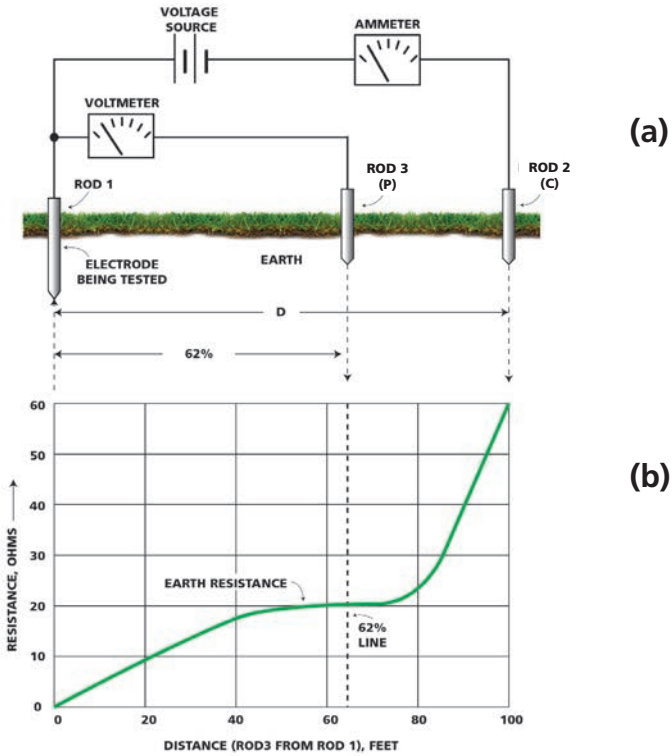 VOLTAGE
SOURCE
AMMETER
VOLTMETER
(a)
ROD 1
ROD 3
(P)
ROD 2
(C)
ELECTRODE
BEING TESTED
EARTH
D
62%
(b)
60
50
40
30
20
10
0
RESISTANCE, OHMS
EARTH RESISTANCE
62%
LINE
0 20 40 60 80 100
DISTANCE (ROD3 FROM ROD 1), FEET